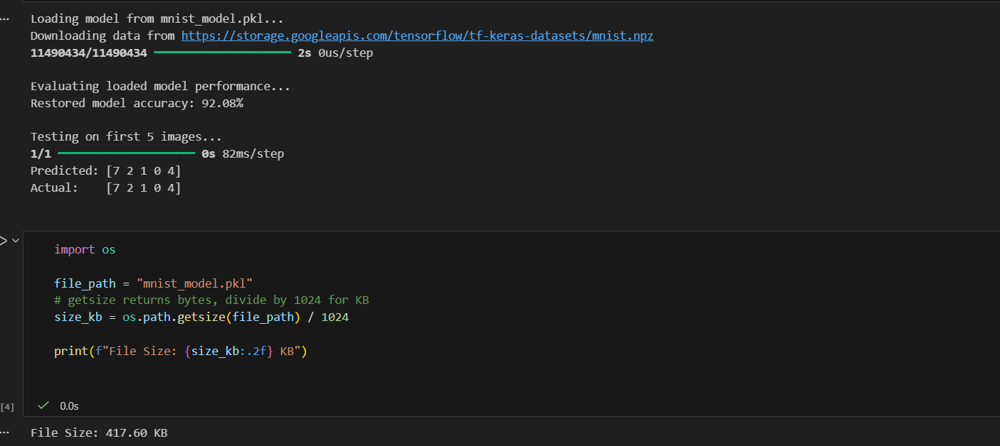 Loading model from mnist_model.pkl...
Downloading data from https://storage.googleapis.com/tensorflow/tf-keras-datasets/mnist.npz
11490434/11490434 ━━━━━━━━━━━━━━━━━━━━ 2s 0us/step
Evaluating loaded model performance...
Restored model accuracy: 92.08%
Testing on first 5 images...
1/1 ━━━━━━━━━━━━━━━━━━━━ 0s 82ms/step
Predicted: [7 2 1 0 4]
Actual:    [7 2 1 0 4]
import os
file_path = "mnist_model.pkl"
# getsize returns bytes, divide by 1024 for KB
size_kb = os.path.getsize(file_path) / 1024
print(f"File Size: {size_kb:.2f} KB")
[4] ✓ 0.0s
File Size: 417.60 KB